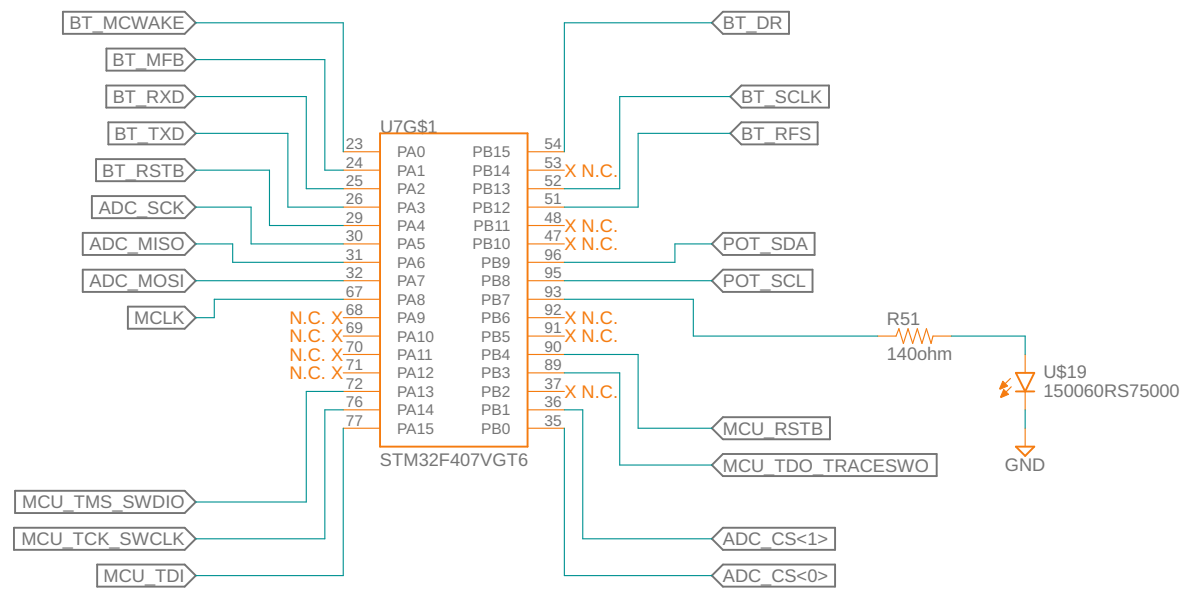 BT_MCWAKE
BT_MFB
BT_RXD
BT_TXD
BT_RSTB
ADC_SCK
ADC_MISO
ADC_MOSI
MCLK
N.C. X
N.C. X
N.C. X
N.C. X
MCU_TMS_SWDIO
MCU_TCK_SWCLK
MCU_TDI
U7G$1
23 PA0 PB15 54
24 PA1 PB14 53 X N.C.
25 PA2 PB13 52
26 PA3 PB12 51
29 PA4 PB11 48 X N.C.
30 PA5 PB10 47 X N.C.
31 PA6 PB9 96
32 PA7 PB8 95
67 PA8 PB7 93
68 PA9 PB6 92 X N.C.
69 PA10 PB5 91 X N.C.
70 PA11 PB4 90
71 PA12 PB3 89
72 PA13 PB2 37 X N.C.
76 PA14 PB1 36
77 PA15 PB0 35
STM32F407VGT6
BT_DR
BT_SCLK
BT_RFS
POT_SDA
POT_SCL
MCU_RSTB
MCU_TDO_TRACESWO
ADC_CS<1>
ADC_CS<0>
R51
140ohm
U$19
150060RS75000
GND